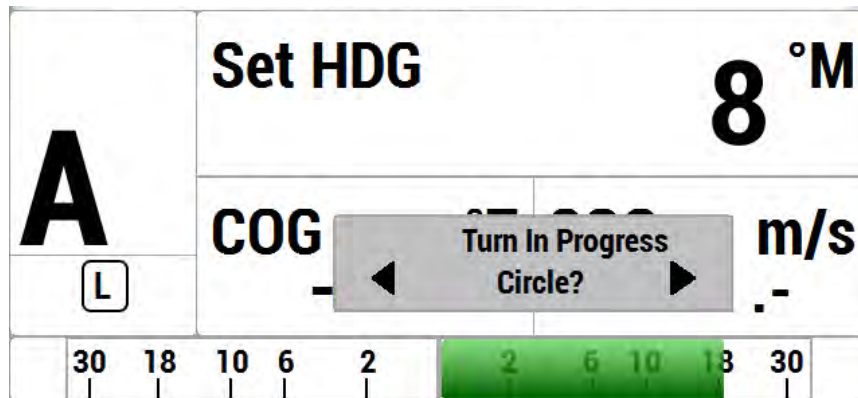 Set HDG 8 °M
A
COG m/s
Turn In Progress
Circle?
L
30 18 10 6 2 2 6 10 18 30